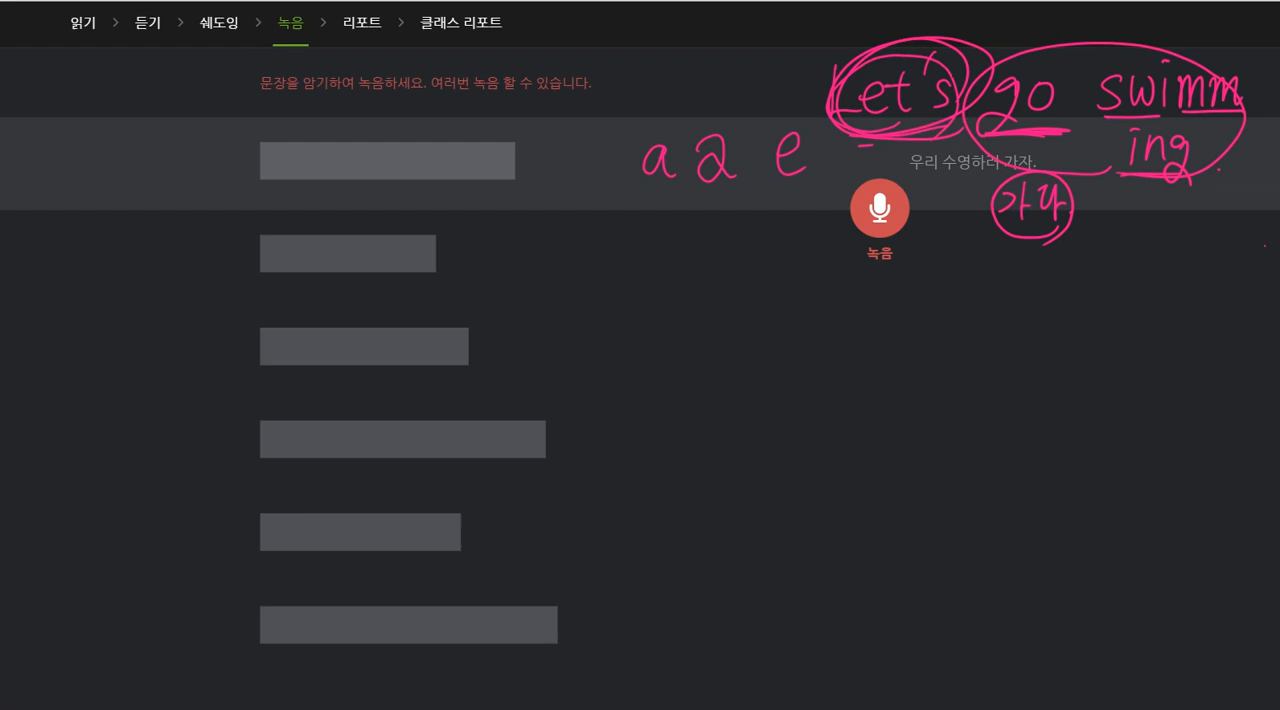 읽기 > 듣기 > 쉐도잉 > 녹음 > 리포트 > 클래스 리포트
문장을 암기하여 녹음하세요. 여러번 녹음 할 수 있습니다.
Let's go swimm
ing.
a a e
우리 수영하러 가자.
가다
녹음